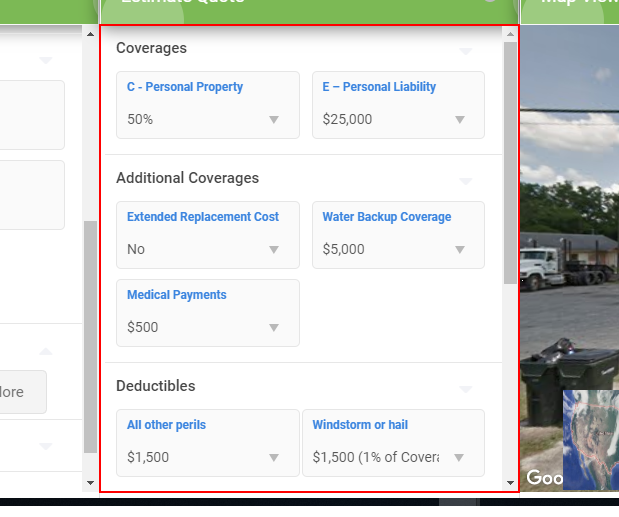 Estimate Quote
Map View
Coverages
C - Personal Property
E – Personal Liability
50%
$25,000
Additional Coverages
Extended Replacement Cost
Water Backup Coverage
No
$5,000
Medical Payments
$500
Deductibles
All other perils
Windstorm or hail
$1,500
$1,500 (1% of Covera
lore
Goo